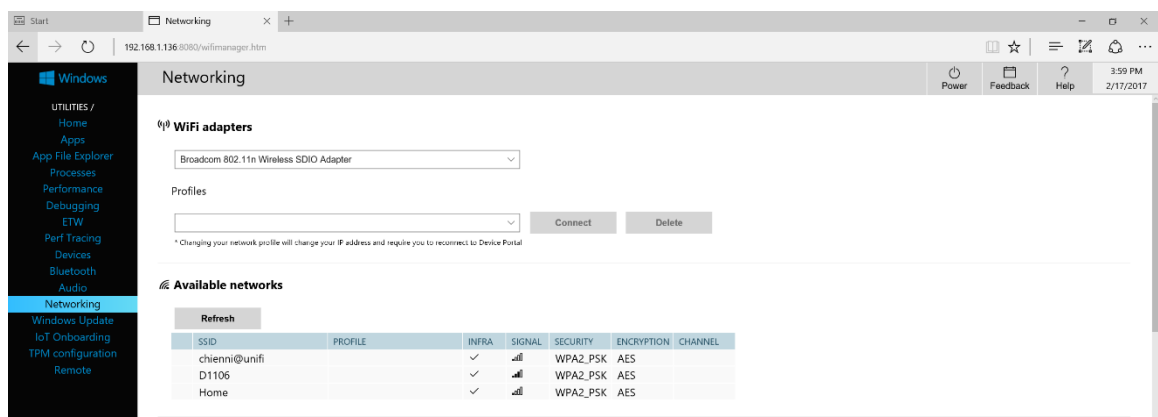 Start
Networking
192.168.1.136:8080/wifimanager.htm
Windows
Networking
Power
Feedback
Help
3:59 PM
2/17/2017
UTILITIES /
Home
Apps
App File Explorer
Processes
Performance
Debugging
ETW
Perf Tracing
Devices
Bluetooth
Audio
Networking
Windows Update
IoT Onboarding
TPM configuration
Remote
WiFi adapters
Broadcom 802.11n Wireless SDIO Adapter
Profiles
Connect
Delete
* Changing your network profile will change your IP address and require you to reconnect to Device Portal
Available networks
Refresh
SSID PROFILE INFRA SIGNAL SECURITY ENCRYPTION CHANNEL
chienni@unifi ✓ WPA2_PSK AES
D1106 ✓ WPA2_PSK AES
Home ✓ WPA2_PSK AES